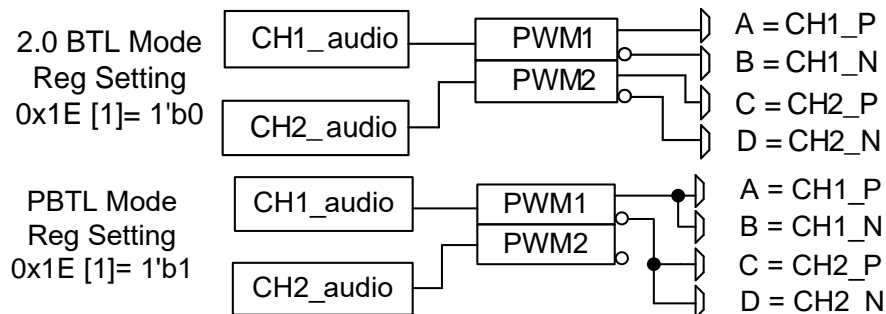 2.0 BTL Mode
Reg Setting
0x1E [1]= 1'b0
CH1_audio
CH2_audio
PWM1
PWM2
A = CH1_P
B = CH1_N
C = CH2_P
D = CH2_N
PBTL Mode
Reg Setting
0x1E [1]= 1'b1
CH1_audio
CH2_audio
PWM1
PWM2
A = CH1_P
B = CH1_N
C = CH2_P
D = CH2_N